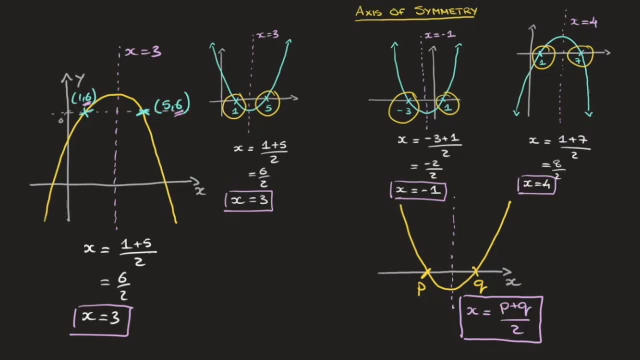 AXIS OF SYMMETRY
x=3
y
(1,6)
(5,6)
6
x
x = 1+5/2
= 6/2
x=3
x=3
1
5
x = 1+5/2
= 6/2
x=3
x=-1
-3
1
x = -3+1/2
= -2/2
x=-1
x=4
1
7
x = 1+7/2
= 8/2
x=4
p
q
x
x = p+q/2